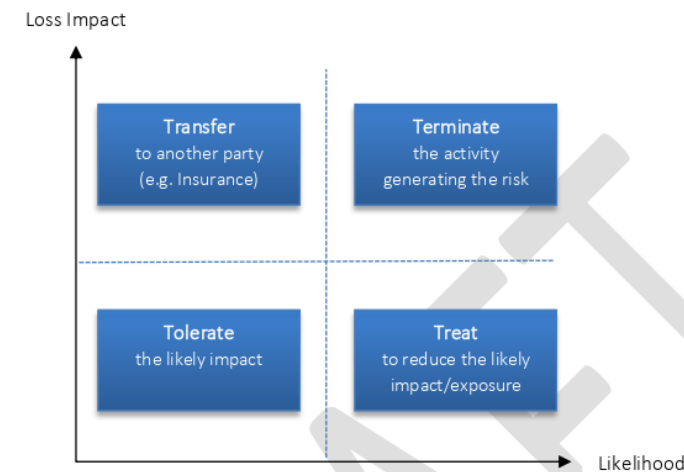 Loss Impact
Transfer
to another party
(e.g. Insurance)
Terminate
the activity
generating the risk
Tolerate
the likely impact
Treat
to reduce the likely
impact/exposure
Likelihood